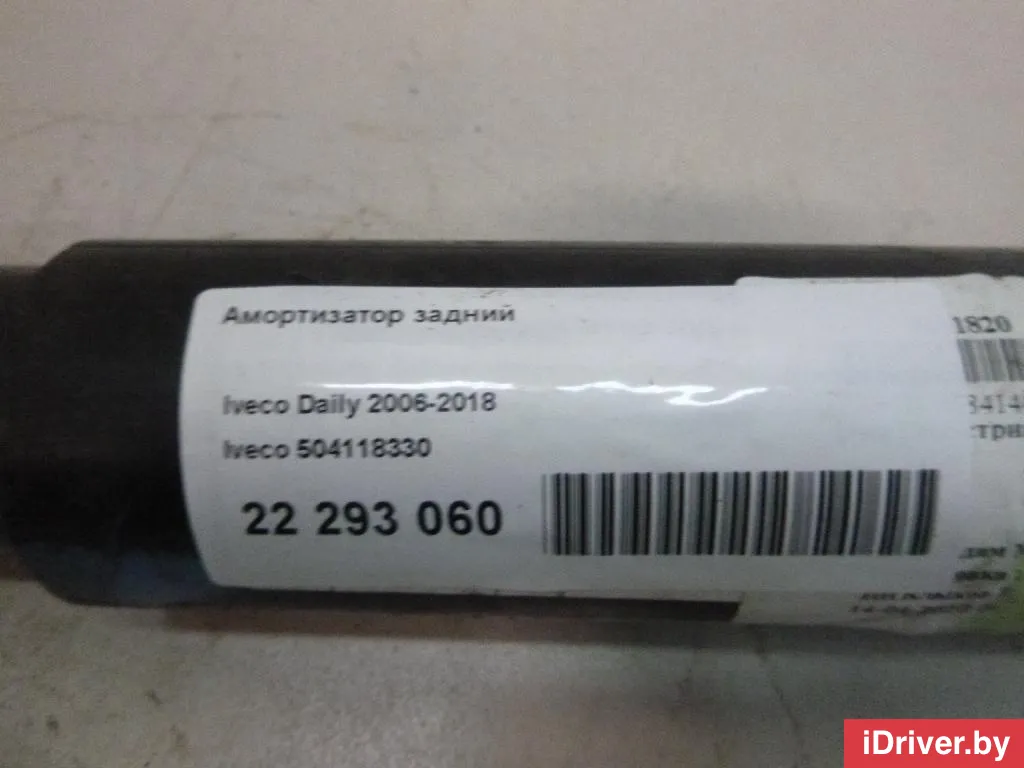 Амортизатор задний
Iveco Daily 2006-2018
Iveco 504118330
22 293 060
1820
iDriver.by